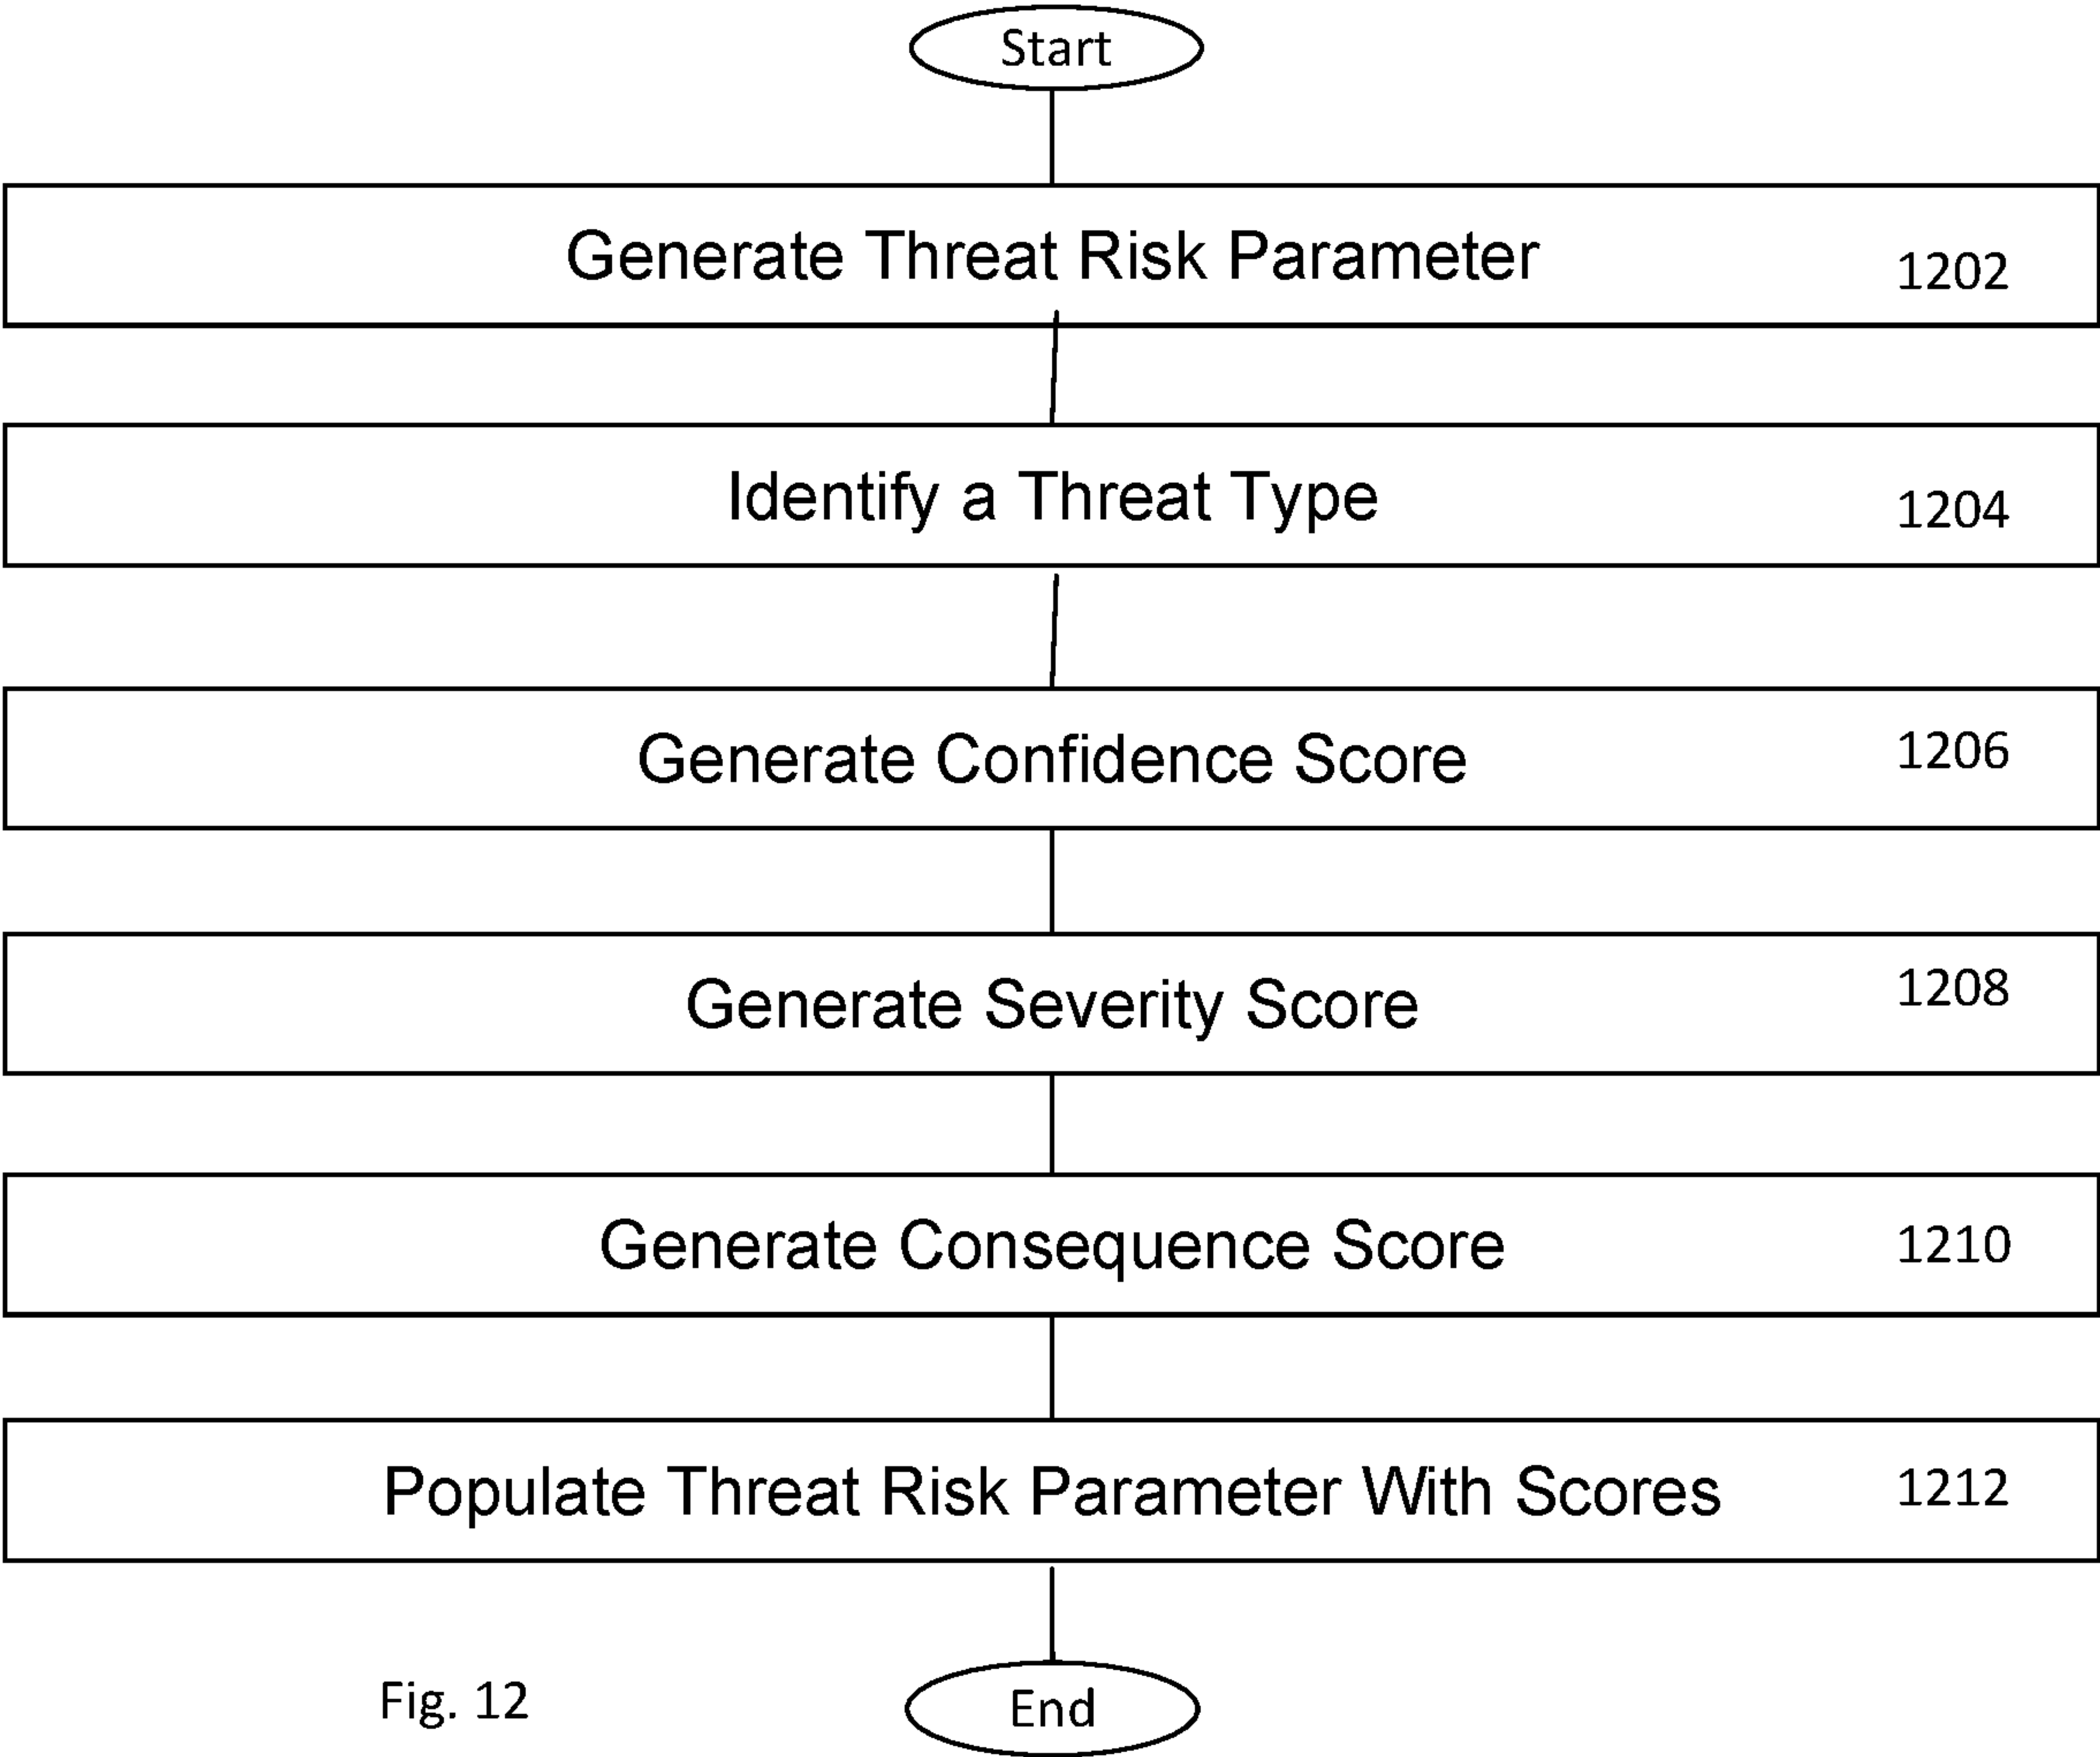 Start
Generate Threat Risk Parameter 1202
Identify a Threat Type 1204
Generate Confidence Score 1206
Generate Severity Score 1208
Generate Consequence Score 1210
Populate Threat Risk Parameter With Scores 1212
Fig. 12
End